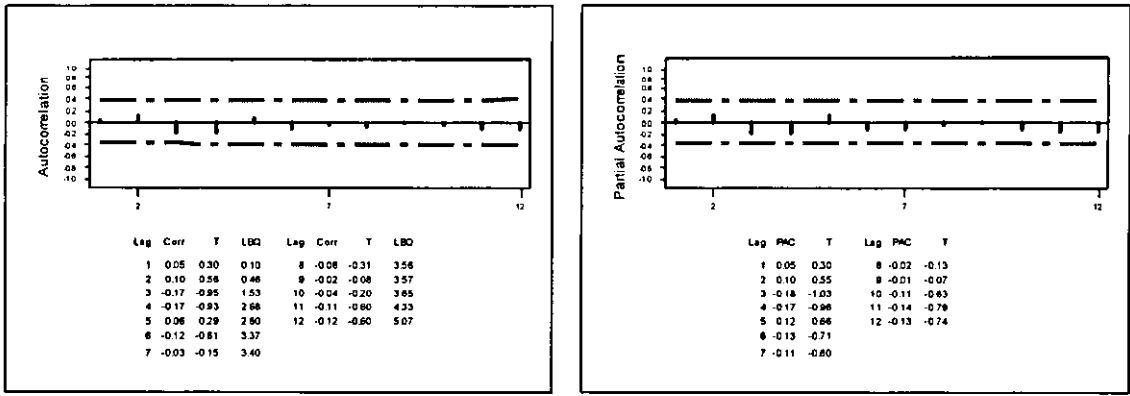 Autocorrelation
1.0
0.8
0.6
0.4
0.2
0.0
-0.2
-0.4
-0.6
-0.8
-1.0
2 7 12
Lag Corr T LBQ Lag Corr T LBQ
1 0.05 0.30 0.10 8 -0.06 -0.31 3.56
2 0.10 0.56 0.46 9 -0.02 -0.08 3.57
3 -0.17 -0.95 1.53 10 -0.04 -0.20 3.65
4 -0.17 -0.93 2.68 11 -0.11 -0.60 4.33
5 0.06 0.29 2.80 12 -0.12 -0.60 5.07
6 -0.12 -0.61 3.37
7 -0.03 -0.15 3.40
Partial Autocorrelation
1.0
0.8
0.6
0.4
0.2
0.0
-0.2
-0.4
-0.6
-0.8
-1.0
2 7 12
Lag PAC T Lag PAC T
1 0.05 0.30 8 -0.02 -0.13
2 0.10 0.55 9 -0.01 -0.07
3 -0.18 -1.03 10 -0.11 -0.63
4 -0.17 -0.96 11 -0.14 -0.79
5 0.12 0.66 12 -0.13 -0.74
6 -0.13 -0.71
7 -0.11 -0.60